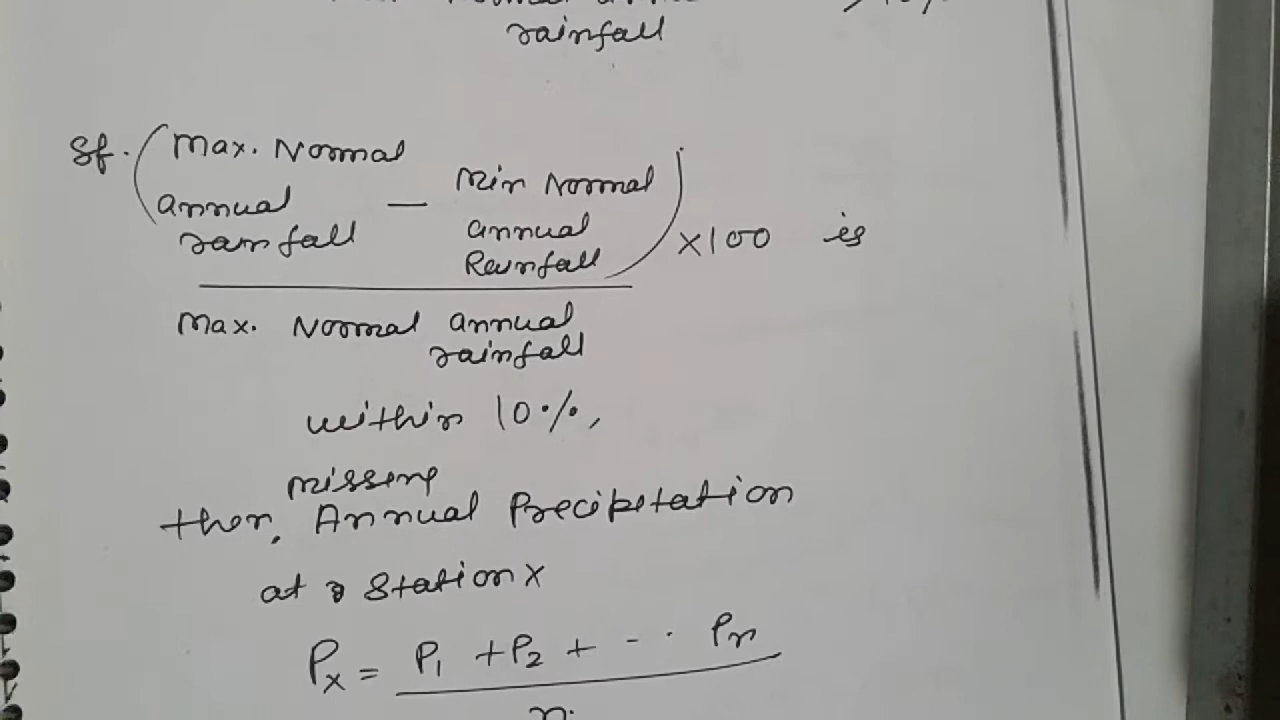 rainfall
If. (Max. Normal annual rainfall — Min Normal annual Rainfall) ×100 is
Max. Normal annual rainfall
within 10%,
missing
then, Annual Precipitation
at Station X
Px = P1 + P2 + - - · Pn
n.